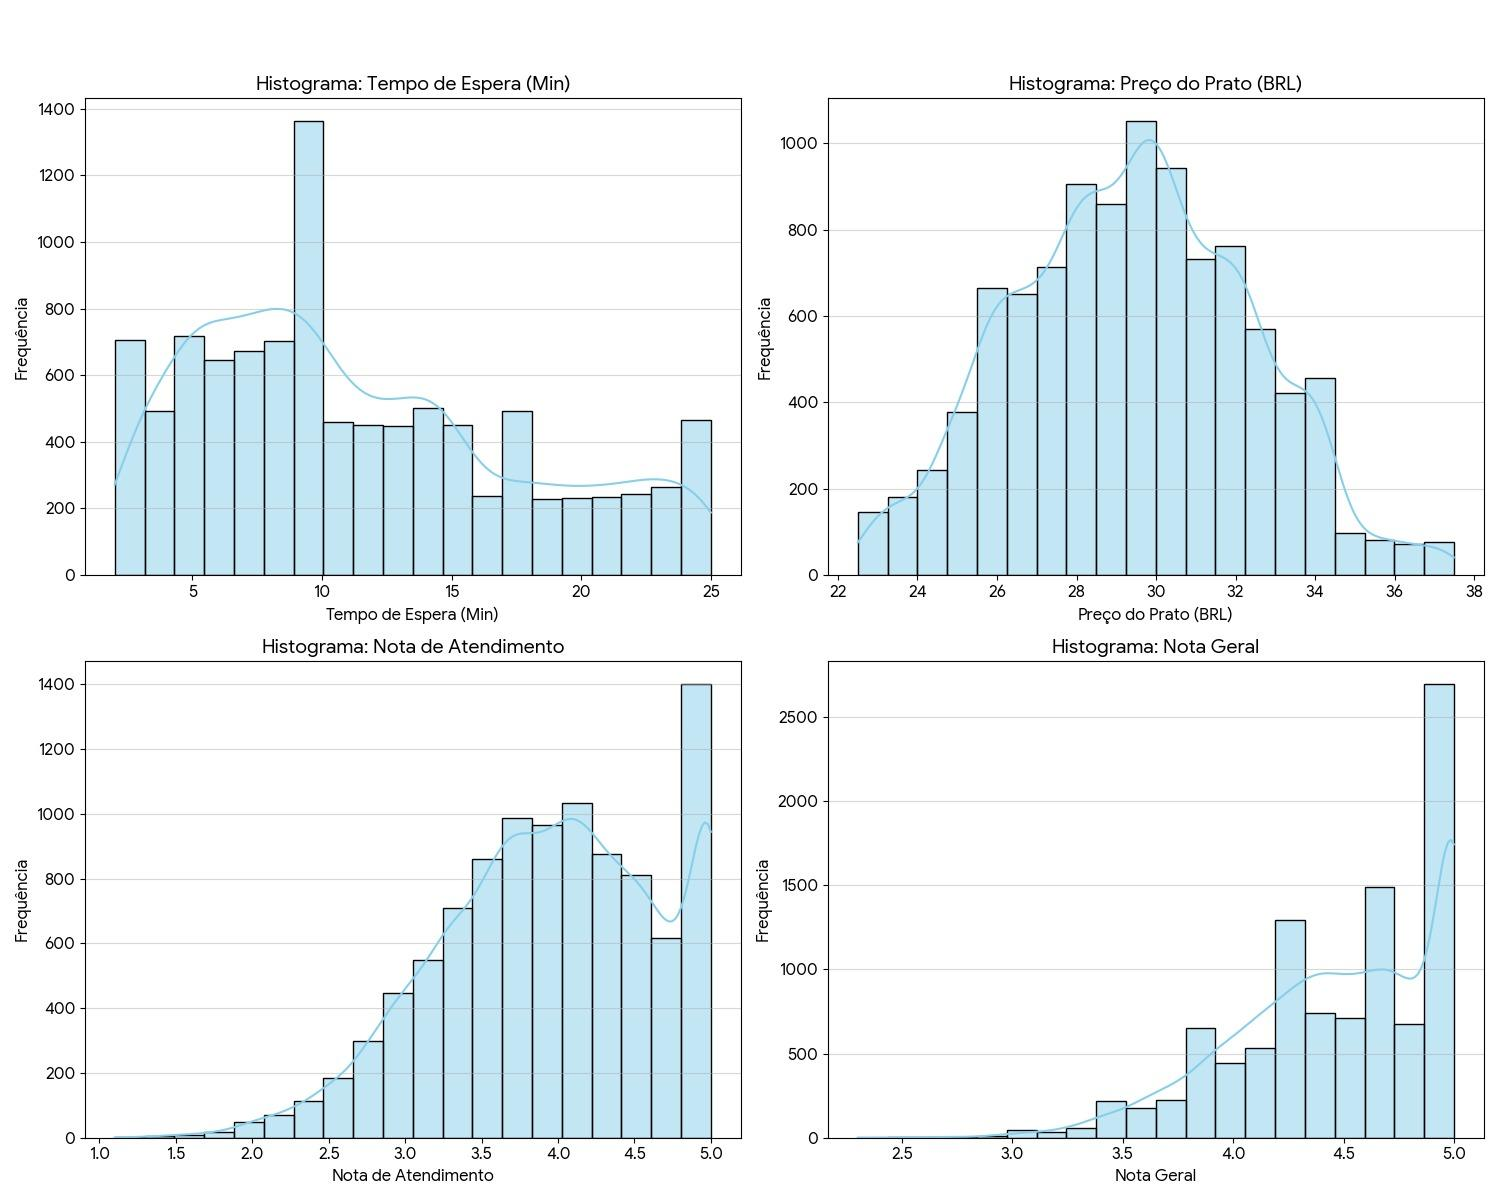 Histograma: Tempo de Espera (Min)
1400
1200
1000
800
600
400
200
0
Frequência
5 10 15 20 25
Tempo de Espera (Min)
Histograma: Preço do Prato (BRL)
1000
800
600
400
200
0
Frequência
22 24 26 28 30 32 34 36 38
Preço do Prato (BRL)
Histograma: Nota de Atendimento
1400
1200
1000
800
600
400
200
0
Frequência
1.0 1.5 2.0 2.5 3.0 3.5 4.0 4.5 5.0
Nota de Atendimento
Histograma: Nota Geral
2500
2000
1500
1000
500
0
Frequência
2.5 3.0 3.5 4.0 4.5 5.0
Nota Geral